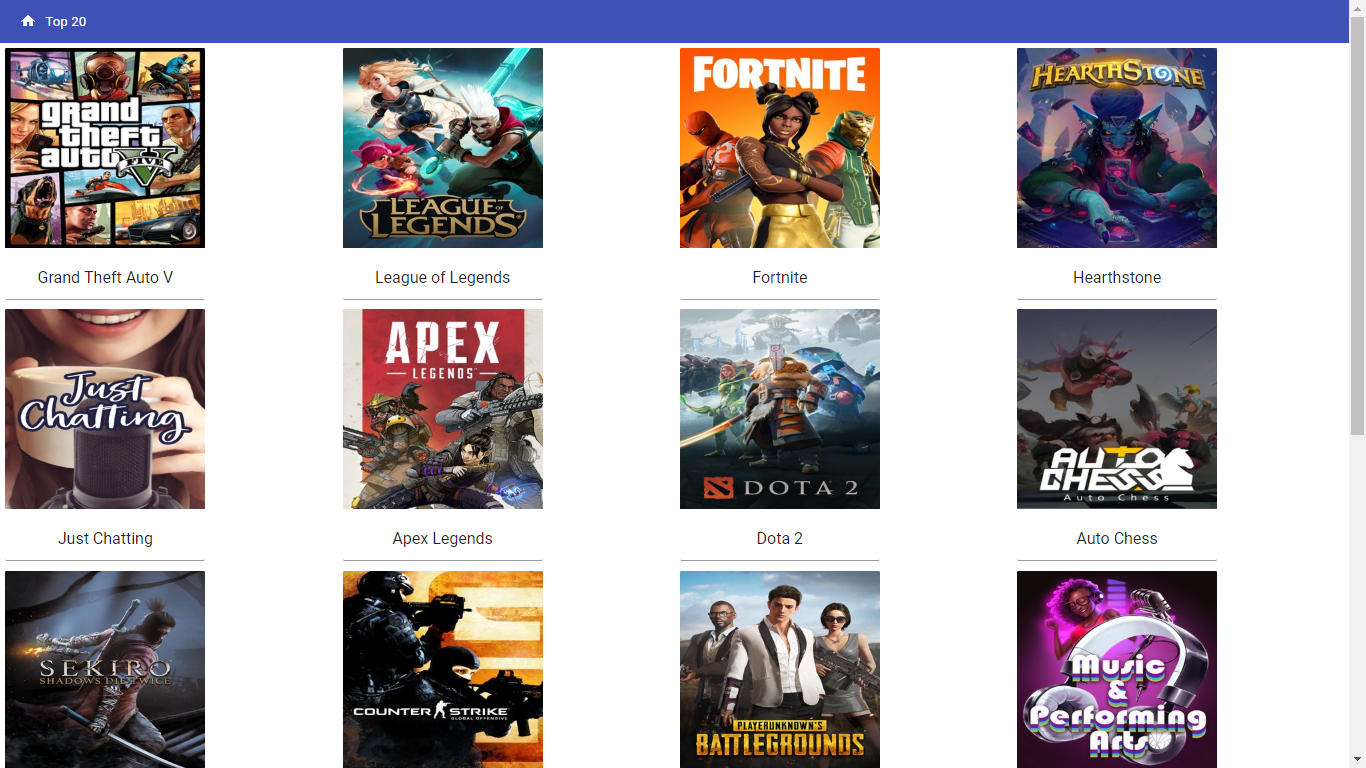 Top 20
grand
theft
auto V
FIVE
LEAGUE OF
LEGENDS
FORTNITE
HEARTHSTONE
Grand Theft Auto V
League of Legends
Fortnite
Hearthstone
Just
Chatting
APEX
LEGENDS
DOTA 2
AUTO
CHESS
Auto Chess
Just Chatting
Apex Legends
Dota 2
Auto Chess
SEKIRO
SHADOWS DIE TWICE
COUNTER STRIKE
GLOBAL OFFENSIVE
PLAYERUNKNOWN'S
BATTLEGROUNDS
Music
&
Performing
Arts